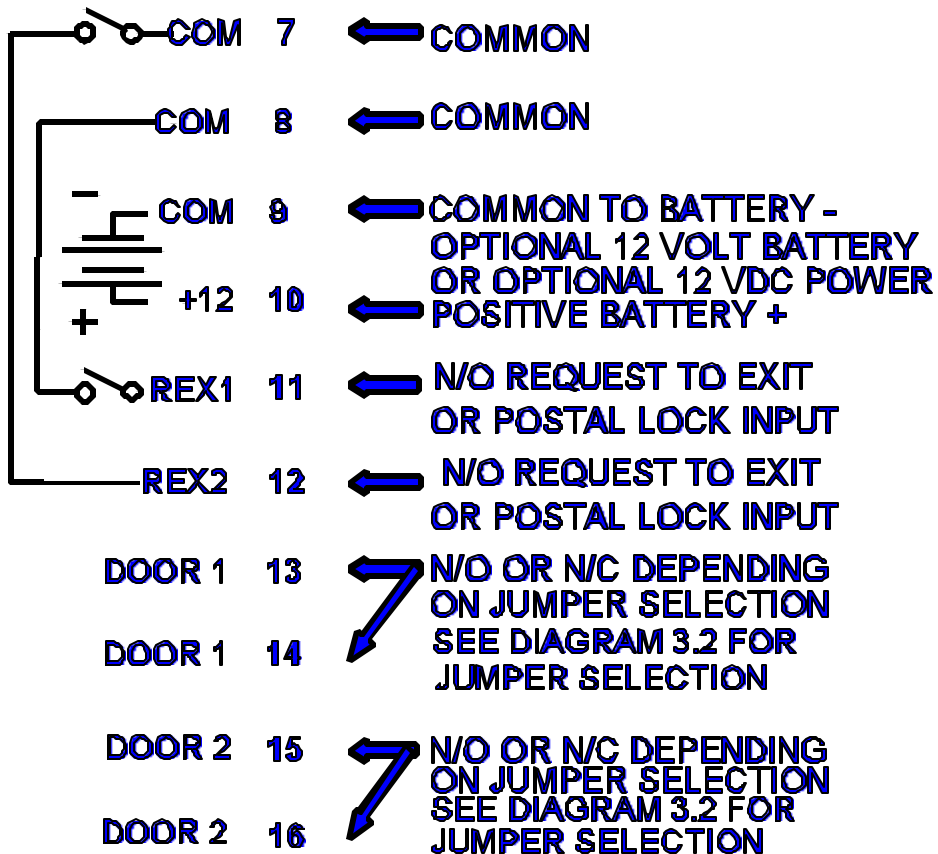 COM 7 COMMON
COM 8 COMMON
−
COM 9 COMMON TO BATTERY -
OPTIONAL 12 VOLT BATTERY
OR OPTIONAL 12 VDC POWER
+12 10 POSITIVE BATTERY +
+
REX1 11 N/O REQUEST TO EXIT
OR POSTAL LOCK INPUT
REX2 12 N/O REQUEST TO EXIT
OR POSTAL LOCK INPUT
DOOR 1 13 N/O OR N/C DEPENDING
ON JUMPER SELECTION
DOOR 1 14 SEE DIAGRAM 3.2 FOR
JUMPER SELECTION
DOOR 2 15 N/O OR N/C DEPENDING
ON JUMPER SELECTION
SEE DIAGRAM 3.2 FOR
DOOR 2 16 JUMPER SELECTION